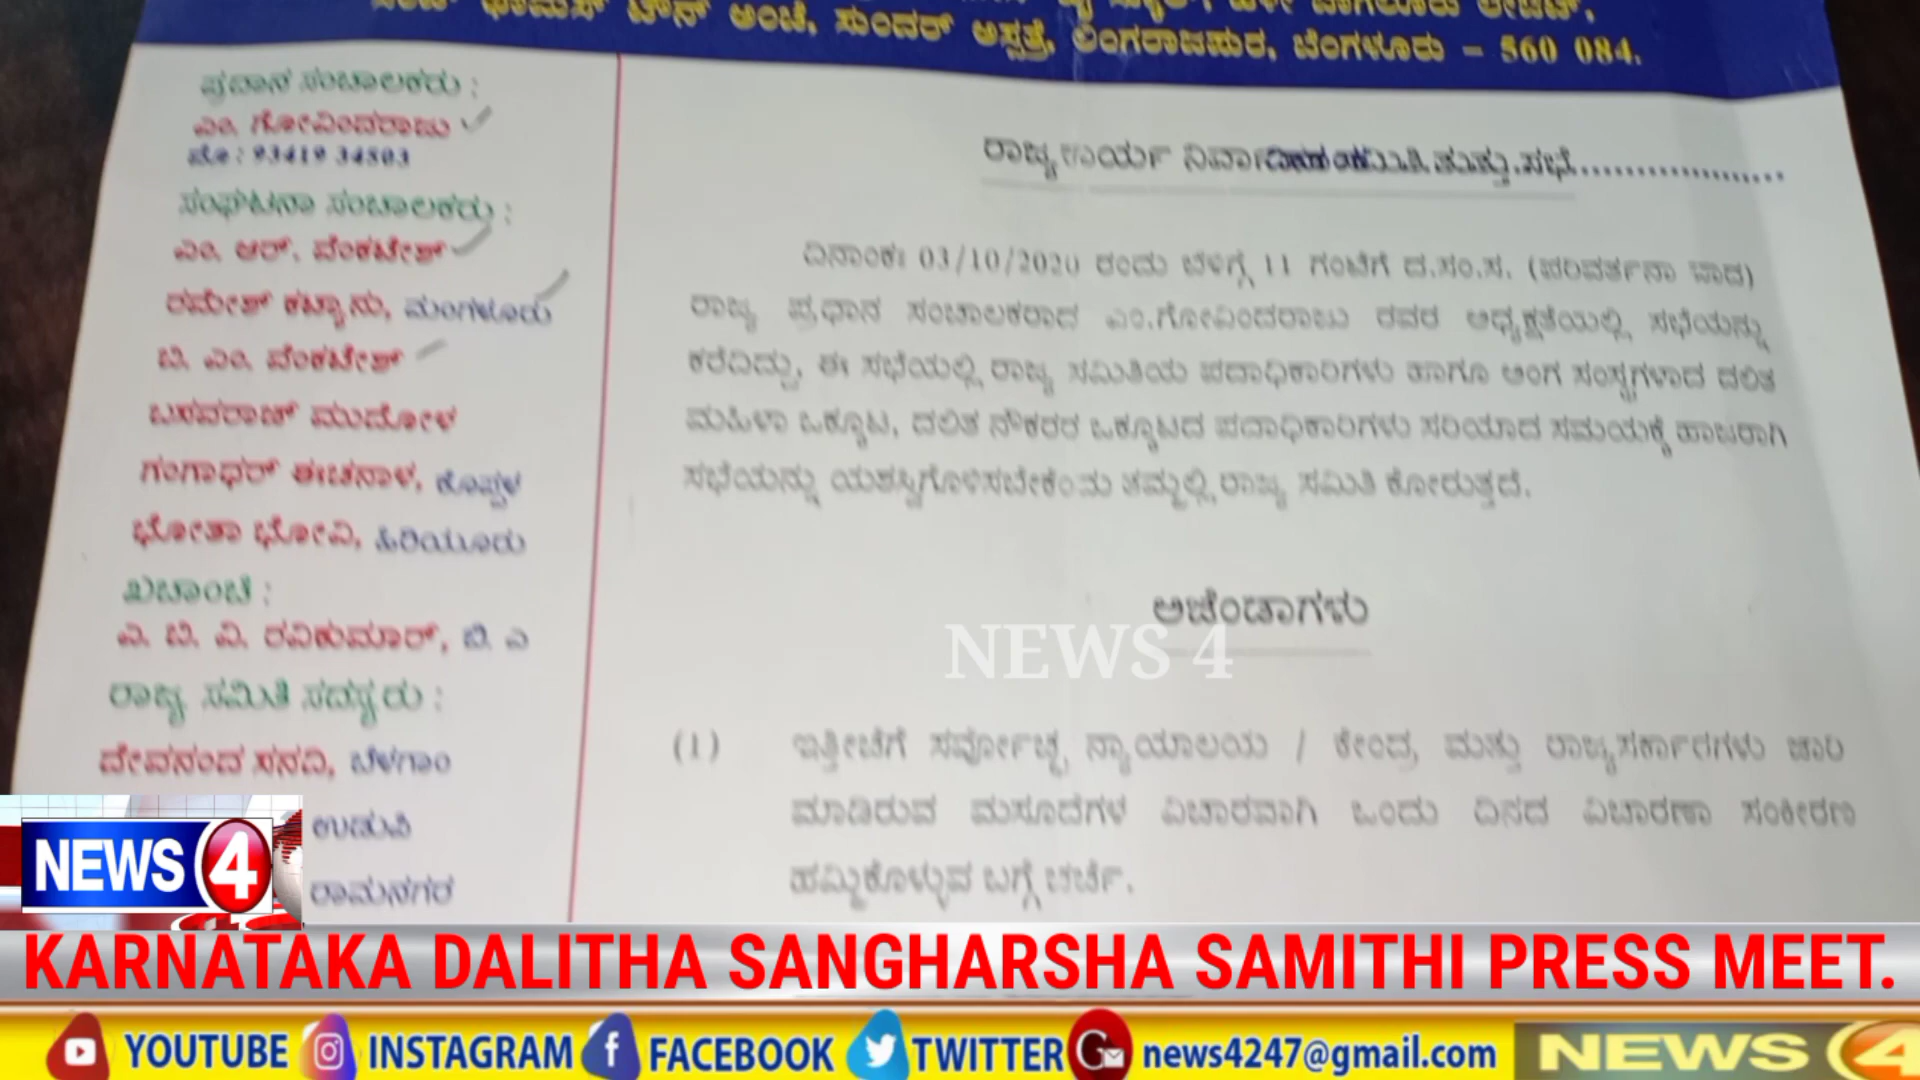 ಸುಂದರ್ ಆಸ್ಪತ್ರೆ, ಲಿಂಗರಾಜಪುರ, ಬೆಂಗಳೂರು – 560 084.
ಪ್ರಧಾನ ಸಂಚಾಲಕರು :
ಎಂ. ಗೋವಿಂದರಾಜು
ಮೊ : 93419 34503
ಸಂಘಟನಾ ಸಂಚಾಲಕರು :
ಎಂ. ಆರ್. ವೆಂಕಟೇಶ್
ರಮೇಶ್ ಕಟ್ಯಾನು, ಮಂಗಳೂರು
ಬಿ. ಎಂ. ವೆಂಕಟೇಶ್
ಬಸವರಾಜ್ ಮುದೋಳ
ಗಂಗಾಧರ್ ಈಚನಾಳ, ಕೊಪ್ಪಳ
ಭೋತಾ ಭೋವಿ, ಹಿರಿಯೂರು
ಖಜಾಂಚಿ :
ಎ. ಬಿ. ವಿ. ರವಿಕುಮಾರ್, ಬಿ. ಎ
ರಾಜ್ಯ ಸಮಿತಿ ಸದಸ್ಯರು :
ದೇವನಂದ ಸನದಿ, ಬೆಳಗಾಂ
ಉಡುಪಿ
ರಾಮನಗರ
ರಾಜ್ಯ ಸಭೆ....................
ದಿನಾಂಕ: 03/10/2020 ರಂದು ಬೆಳಗ್ಗೆ 11 ಗಂಟೆಗೆ ದ.ಸಂ.ಸ. (ಪರಿವರ್ತನಾ ವಾದ)
ರಾಜ್ಯ ಪ್ರಧಾನ ಸಂಚಾಲಕರಾದ ಎಂ.ಗೋವಿಂದರಾಜು ರವರ ಅಧ್ಯಕ್ಷತೆಯಲ್ಲಿ ಸಭೆಯನ್ನು
ಕರೆದಿದ್ದು, ಈ ಸಭೆಯಲ್ಲಿ ರಾಜ್ಯ ಸಮಿತಿಯ ಪದಾಧಿಕಾರಿಗಳು ಹಾಗೂ ಅಂಗ ಸಂಸ್ಥೆಗಳಾದ ದಲಿತ
ಮಹಿಳಾ ಒಕ್ಕೂಟ, ದಲಿತ ನೌಕರರ ಒಕ್ಕೂಟದ ಪದಾಧಿಕಾರಿಗಳು ಸರಿಯಾದ ಸಮಯಕ್ಕೆ ಹಾಜರಾಗಿ
ಸಭೆಯನ್ನು ಯಶಸ್ವಿಗೊಳಿಸಬೇಕೆಂದು ತಮ್ಮಲ್ಲಿ ರಾಜ್ಯ ಸಮಿತಿ ಕೋರುತ್ತದೆ.
ಅಜೆಂಡಾಗಳು
NEWS 4
(1) ಇತ್ತೀಚೆಗೆ ಸರ್ವೋಚ್ಛ ನ್ಯಾಯಾಲಯ / ಕೇಂದ್ರ ಮತ್ತು ರಾಜ್ಯಸರ್ಕಾರಗಳು ಜಾರಿ
ಮಾಡಿರುವ ಮಸೂದೆಗಳ ವಿಚಾರವಾಗಿ ಒಂದು ದಿನದ ವಿಚಾರಣಾ ಸಂಕೀರಣ
ಹಮ್ಮಿಕೊಳ್ಳುವ ಬಗ್ಗೆ ಚರ್ಚೆ.
NEWS 4
KARNATAKA DALITHA SANGHARSHA SAMITHI PRESS MEET.
YOUTUBE INSTAGRAM FACEBOOK TWITTER news4247@gmail.com NEWS 4